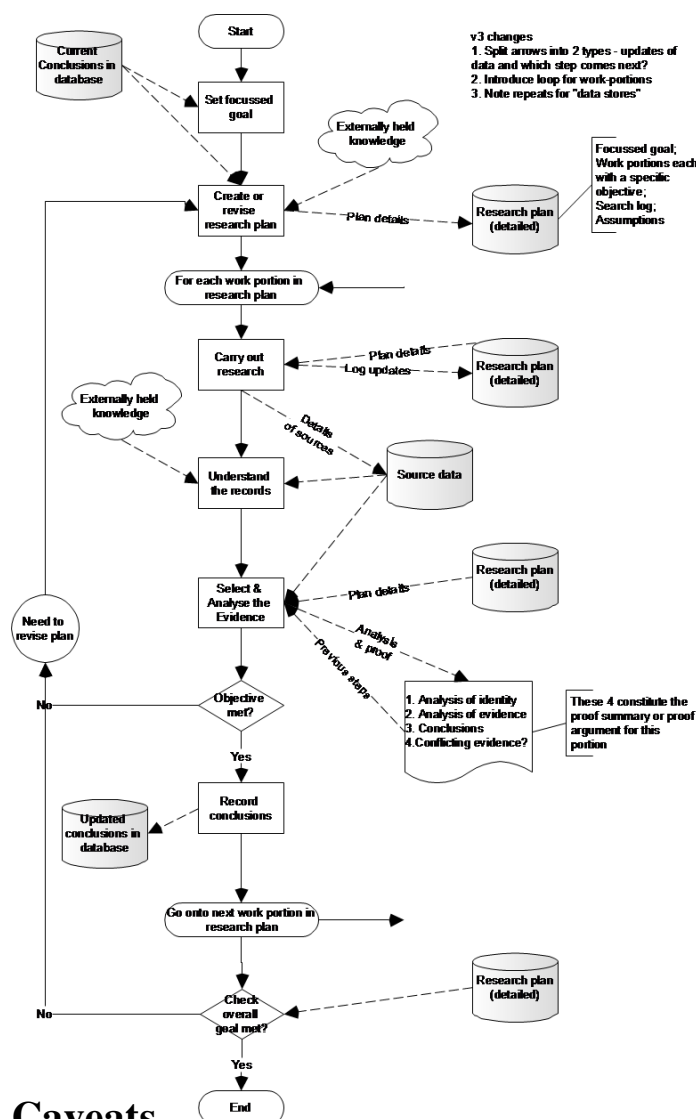 Start
v3 changes
1. Split arrows into 2 types - updates of
data and which step comes next?
2. Introduce loop for work-portions
3. Note repeats for "data stores"
Current
Conclusions in
database
Set focussed
goal
Externally held
knowledge
Focussed goal;
Work portions each
with a specific
objective;
Search log;
Assumptions
Create or
revise
research plan
Plan details
Research plan
(detailed)
For each work portion in
research plan
Carry out
research
Plan details
Log updates
Research plan
(detailed)
Externally held
knowledge
Details
of sources
Understand
the records
Source data
Research plan
(detailed)
Select &
Analyse the
Evidence
Plan details
Need to
revise plan
Analysis
& proof
Previous steps
Objective
met?
No
Yes
1. Analysis of identity
2. Analysis of evidence
3. Conclusions
4.Conflicting evidence?
These 4 constitute the
proof summary or proof
argument for this
portion
Record
conclusions
Updated
conclusions in
database
Go onto next work portion in
research plan
Research plan
(detailed)
Check
overall
goal met?
No
Yes
End
Caveats